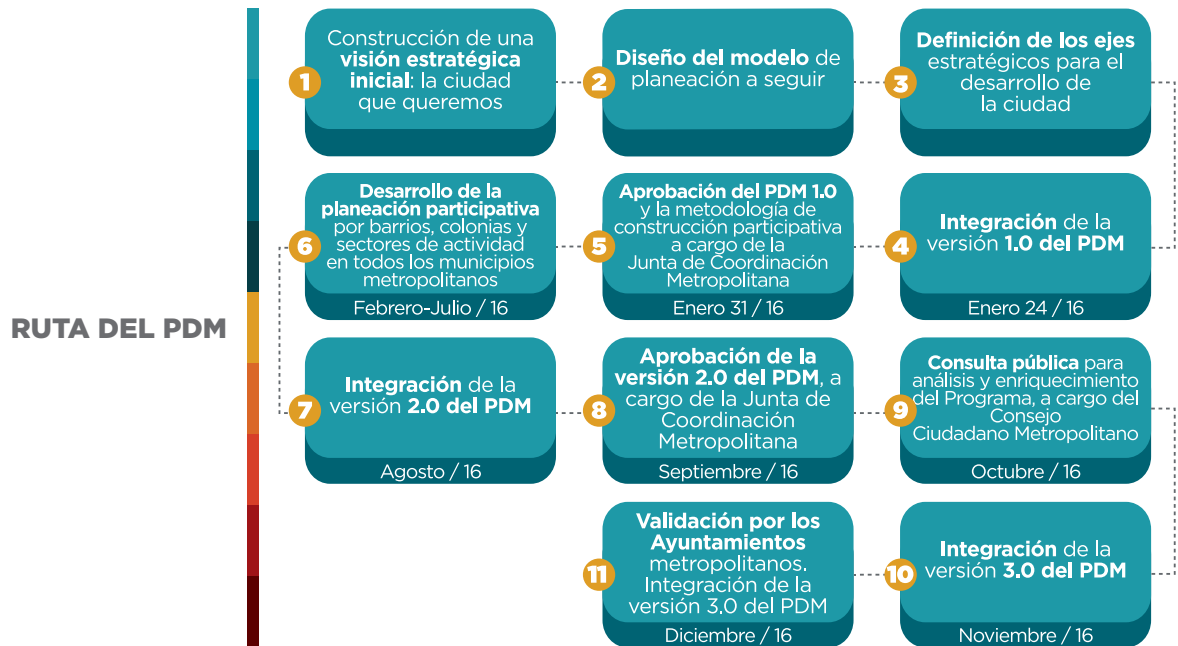 RUTA DEL PDM
1
Construcción de una
visión estratégica
inicial: la ciudad
que queremos
2
Diseño del modelo de
planeación a seguir
3
Definición de los ejes
estratégicos para el
desarrollo de
la ciudad
4
Integración de la
versión 1.0 del PDM
Enero 24 / 16
5
Aprobación del PDM 1.0
y la metodología de
construcción participativa
a cargo de la
Junta de Coordinación
Metropolitana
Enero 31 / 16
6
Desarrollo de la
planeación participativa
por barrios, colonias y
sectores de actividad
en todos los municipios
metropolitanos
Febrero-Julio / 16
7
Integración de la
versión 2.0 del PDM
Agosto / 16
8
Aprobación de la
versión 2.0 del PDM, a
cargo de la Junta de
Coordinación
Metropolitana
Septiembre / 16
9
Consulta pública para
análisis y enriquecimiento
del Programa, a cargo del
Consejo
Ciudadano Metropolitano
Octubre / 16
10
Integración de la
versión 3.0 del PDM
Noviembre / 16
11
Validación por los
Ayuntamientos
metropolitanos.
Integración de la
versión 3.0 del PDM
Diciembre / 16